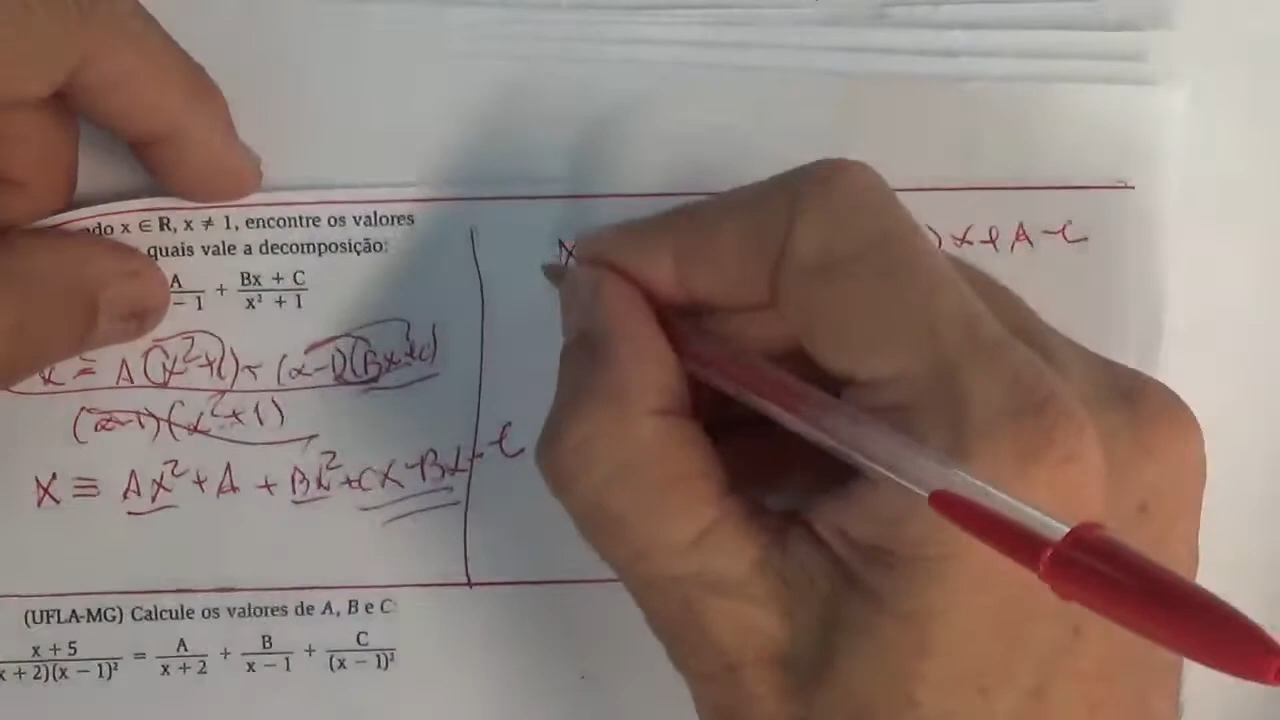 do x ∈ R, x ≠ 1, encontre os valores
quais vale a decomposição:
A/−1 + Bx + C/x² + 1
x ≡ A(x²+1)+(x-1)(Bx+c)
(x-1)(x²+1)
X ≡ Ax²+A + Bx²+cx-Bx-C
x
)x+A-C
(UFLA-MG) Calcule os valores de A, B e C
x + 5/x + 2)(x − 1)² = A/x + 2 + B/x − 1 + C/(x − 1)²